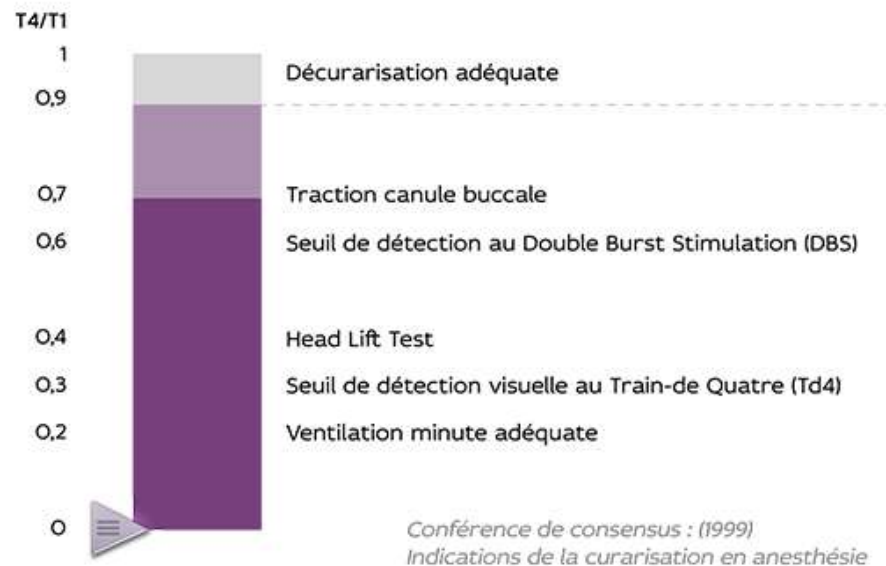 T4/T1
1
Décurarisation adéquate
0,9
0,7 Traction canule buccale
0,6 Seuil de détection au Double Burst Stimulation (DBS)
0,4 Head Lift Test
0,3 Seuil de détection visuelle au Train-de Quatre (Td4)
0,2 Ventilation minute adéquate
0
Conférence de consensus : (1999)
Indications de la curarisation en anesthésie